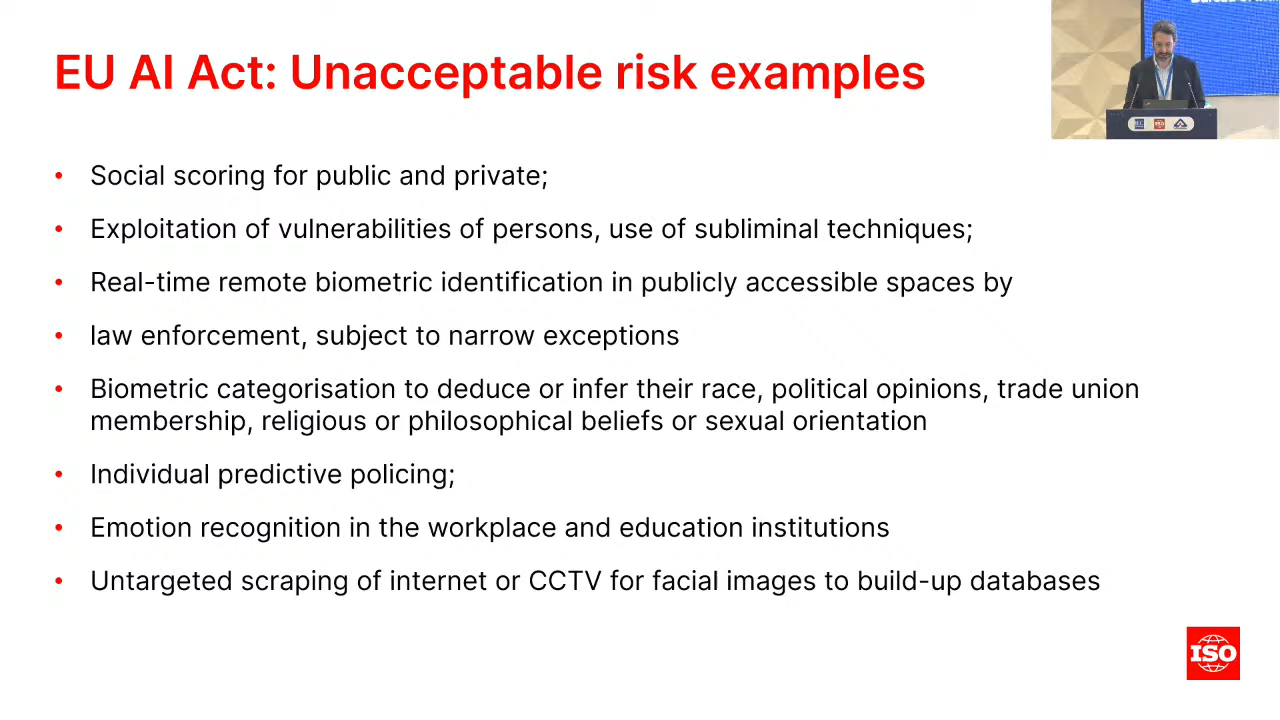 EU AI Act: Unacceptable risk examples
• Social scoring for public and private;
• Exploitation of vulnerabilities of persons, use of subliminal techniques;
• Real-time remote biometric identification in publicly accessible spaces by
• law enforcement, subject to narrow exceptions
• Biometric categorisation to deduce or infer their race, political opinions, trade union
membership, religious or philosophical beliefs or sexual orientation
• Individual predictive policing;
• Emotion recognition in the workplace and education institutions
• Untargeted scraping of internet or CCTV for facial images to build-up databases
ISO